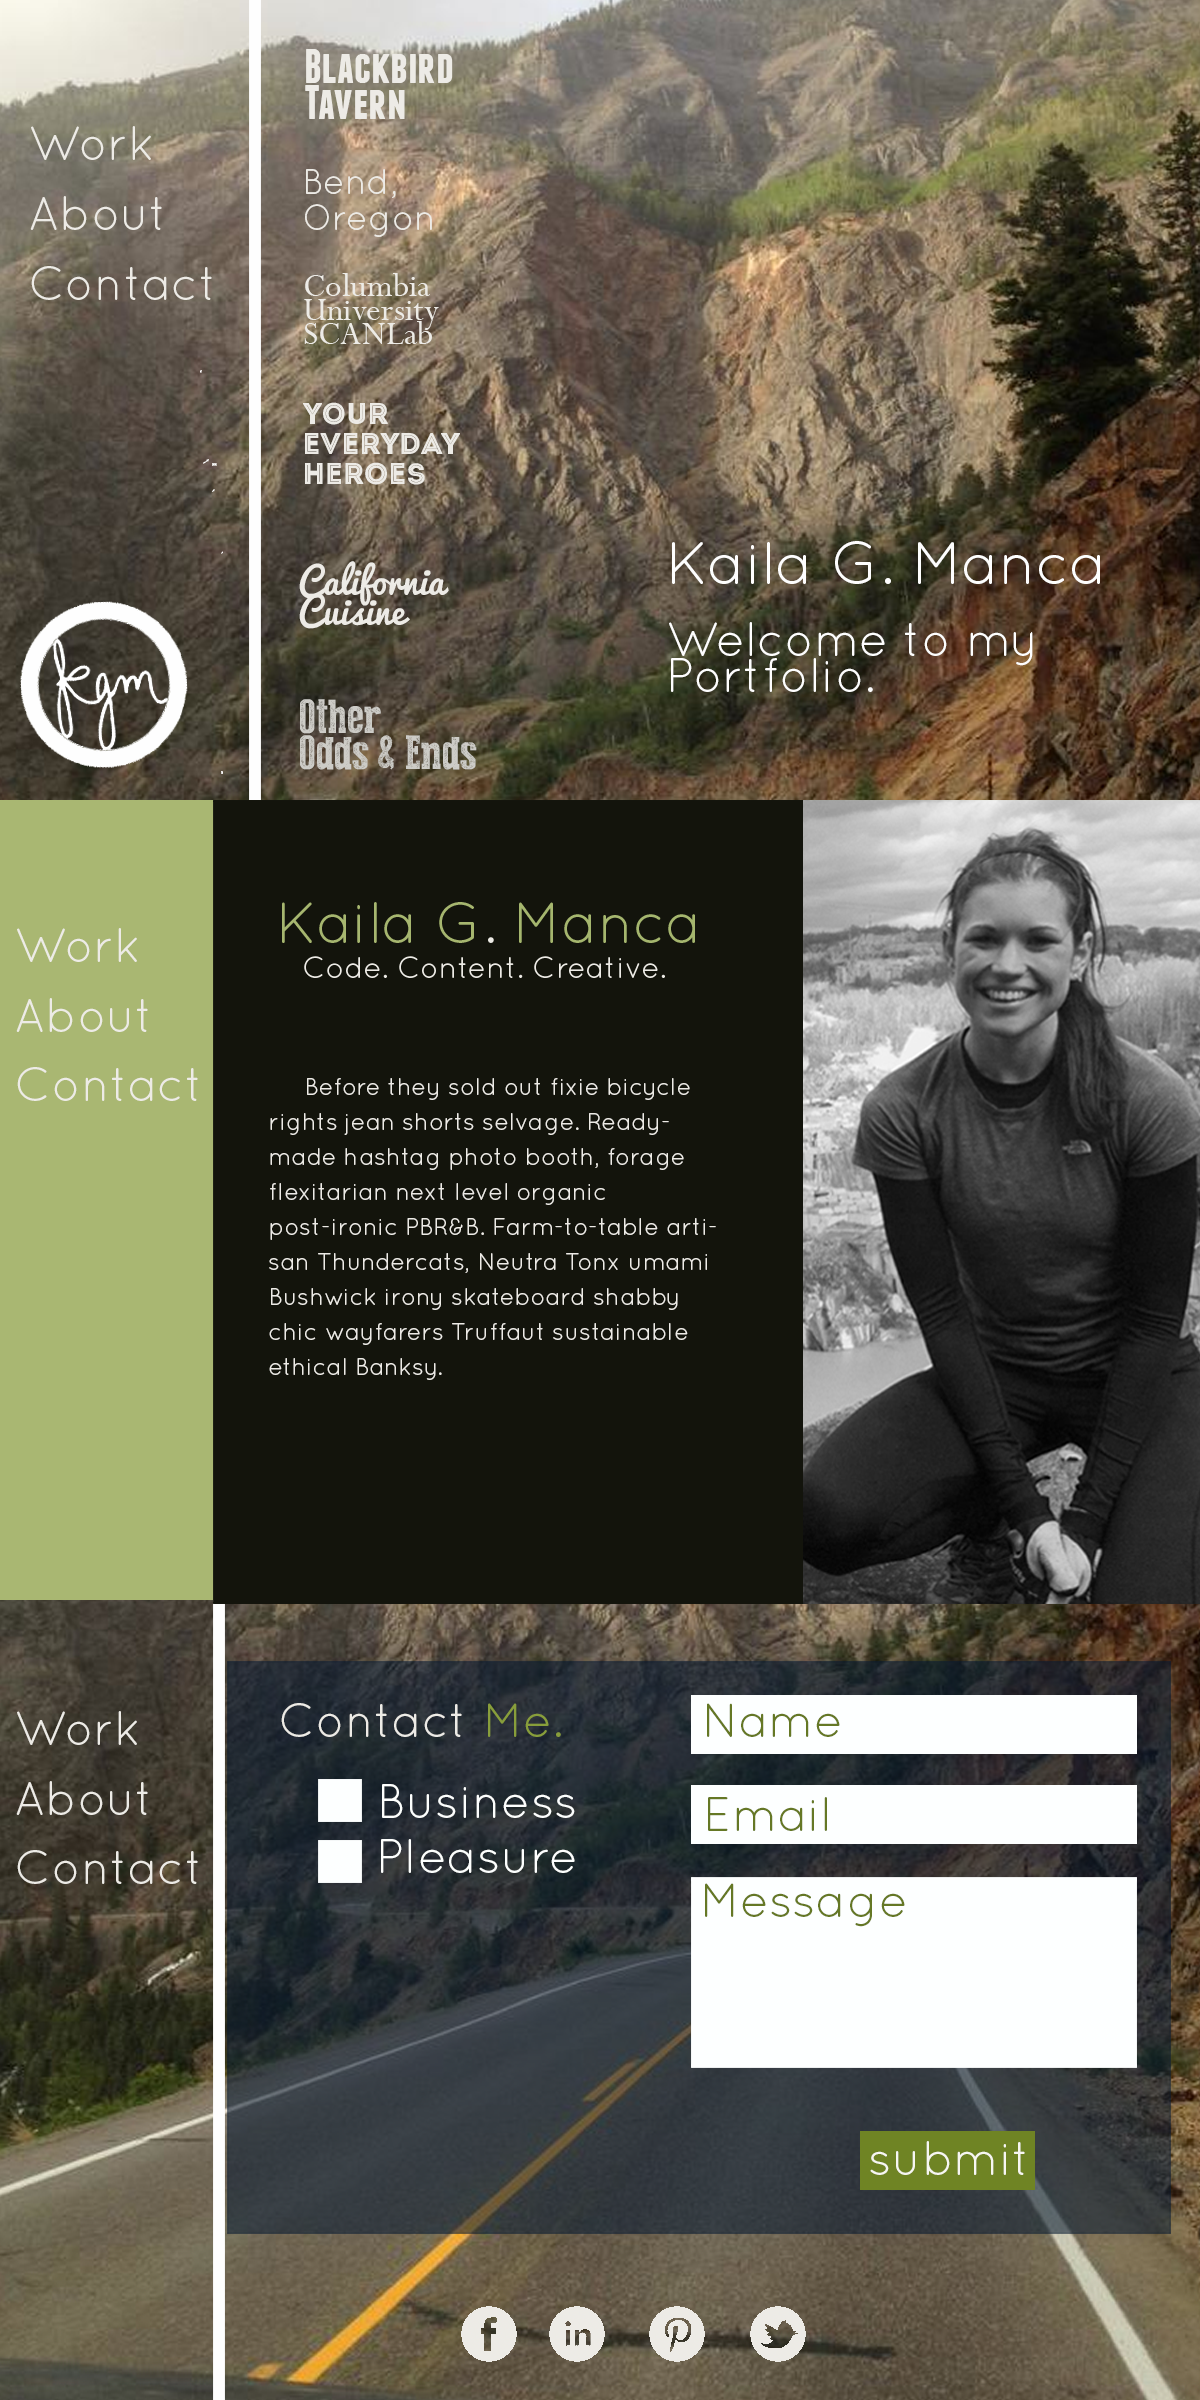 Work
About
Contact
kgm
BLACKBIRD
TAVERN
Bend,
Oregon
Columbia
University
SCANLab
YOUR
EVERYDAY
HEROES
California
Cuisine
Other
Odds & Ends
Kaila G. Manca
Welcome to my
Portfolio.
Work
About
Contact
Kaila G. Manca
Code. Content. Creative.
Before they sold out fixie bicycle
rights jean shorts selvage. Ready-
made hashtag photo booth, forage
flexitarian next level organic
post-ironic PBR&B. Farm-to-table arti-
san Thundercats, Neutra Tonx umami
Bushwick irony skateboard shabby
chic wayfarers Truffaut sustainable
ethical Banksy.
Work
About
Contact
Contact Me.
Business
Pleasure
Name
Email
Message
submit
f
in
P